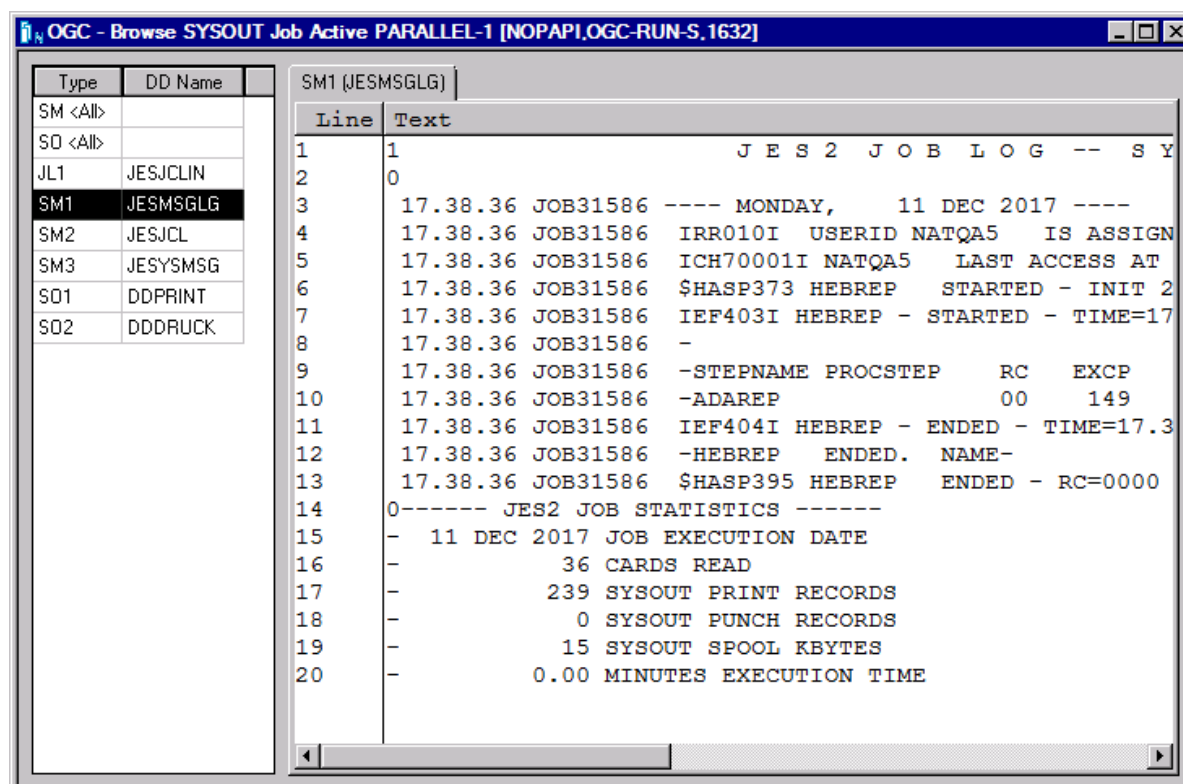 OGC - Browse SYSOUT Job Active PARALLEL-1 [NOPAPI,OGC-RUN-S,1632]
Type DD Name
SM <All>
SO <All>
JL1 JESJCLIN
SM1 JESMSGLG
SM2 JESJCL
SM3 JESYSMSG
SO1 DDPRINT
SO2 DDDRUCK
SM1 (JESMSGLG)
Line Text
1 1 J E S 2 J O B L O G -- S Y
2 0
3 17.38.36 JOB31586 ---- MONDAY, 11 DEC 2017 ----
4 17.38.36 JOB31586 IRR010I USERID NATQA5 IS ASSIGN
5 17.38.36 JOB31586 ICH70001I NATQA5 LAST ACCESS AT
6 17.38.36 JOB31586 $HASP373 HEBREP STARTED - INIT 2
7 17.38.36 JOB31586 IEF403I HEBREP - STARTED - TIME=17
8 17.38.36 JOB31586 -
9 17.38.36 JOB31586 -STEPNAME PROCSTEP RC EXCP
10 17.38.36 JOB31586 -ADAREP 00 149
11 17.38.36 JOB31586 IEF404I HEBREP - ENDED - TIME=17.3
12 17.38.36 JOB31586 -HEBREP ENDED. NAME-
13 17.38.36 JOB31586 $HASP395 HEBREP ENDED - RC=0000
14 0------ JES2 JOB STATISTICS ------
15 - 11 DEC 2017 JOB EXECUTION DATE
16 - 36 CARDS READ
17 - 239 SYSOUT PRINT RECORDS
18 - 0 SYSOUT PUNCH RECORDS
19 - 15 SYSOUT SPOOL KBYTES
20 - 0.00 MINUTES EXECUTION TIME